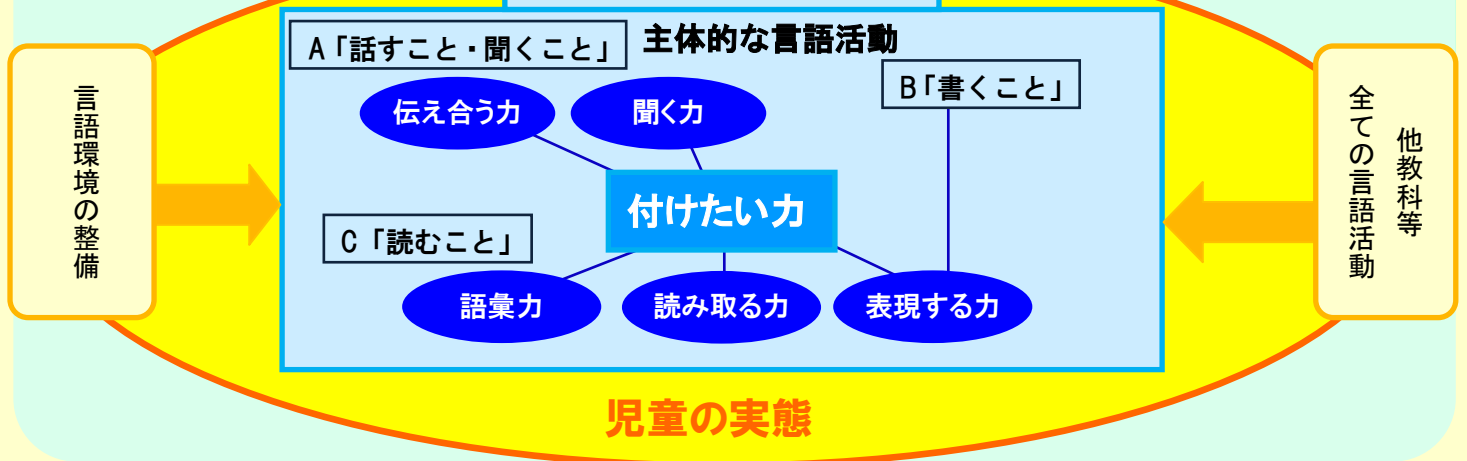 主体的な言語活動
A「話すこと・聞くこと」
伝え合う力
聞く力
B「書くこと」
付けたい力
C「読むこと」
語彙力
読み取る力
表現する力
言語環境の整備
他教科等
全ての言語活動
児童の実態